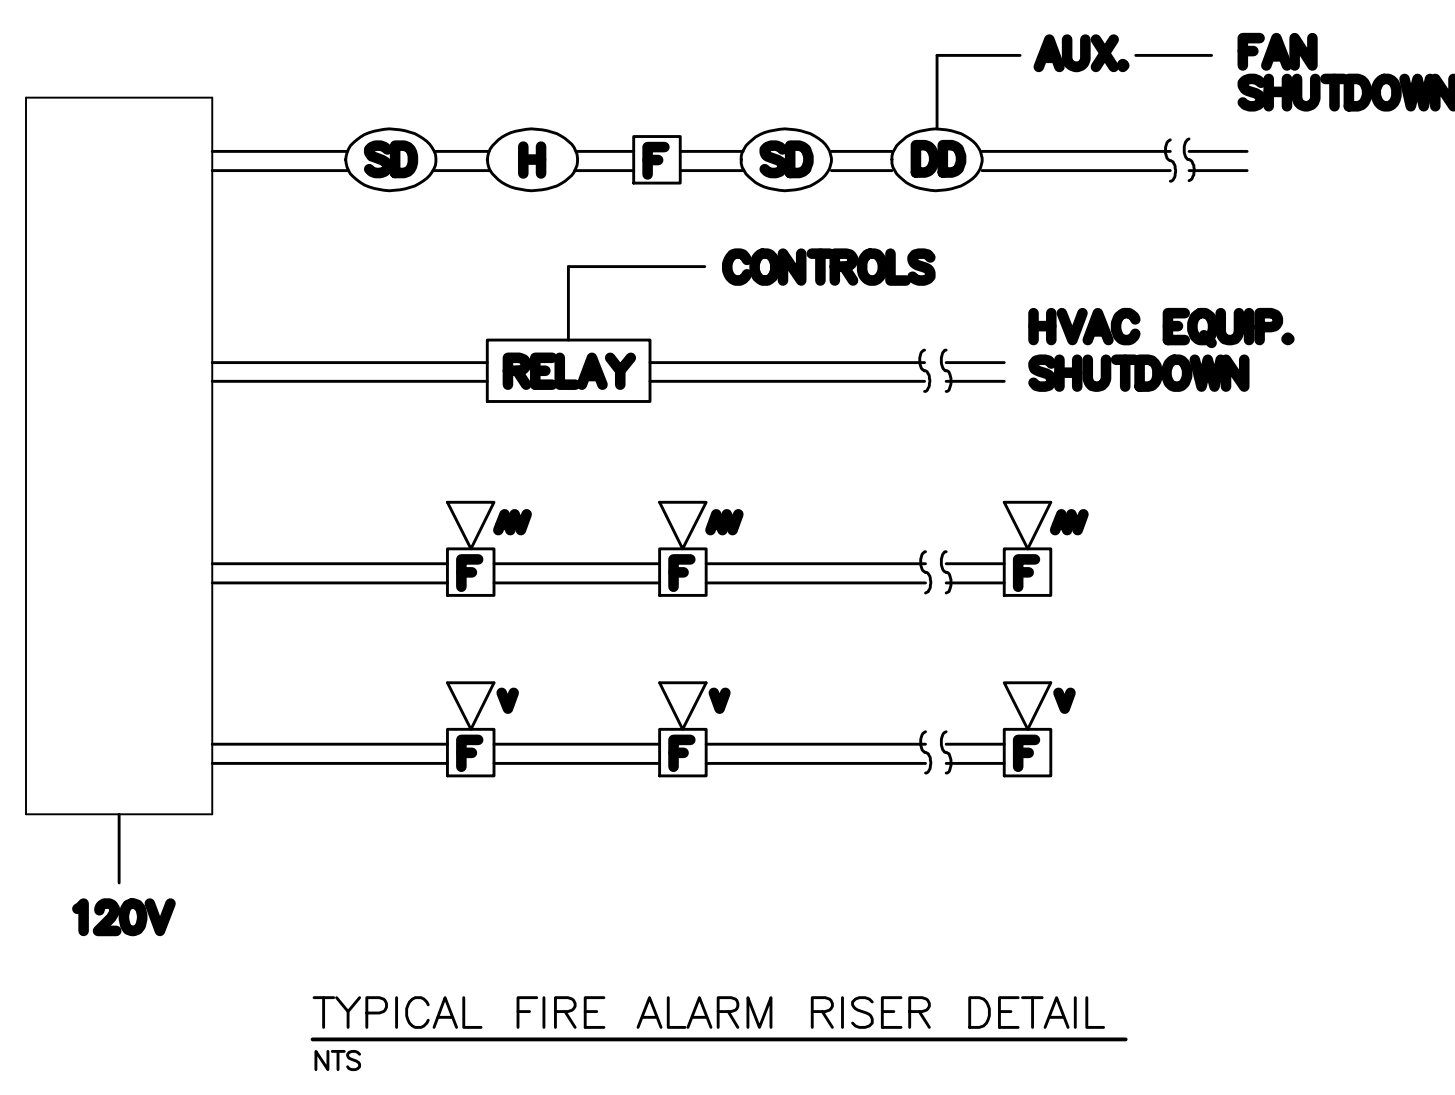 AUX.
FAN
SHUTDOWN
SD
H
F
SD
DD
CONTROLS
RELAY
HVAC EQUIP.
SHUTDOWN
F
F
F
V
V
V
F
F
F
120V
TYPICAL FIRE ALARM RISER DETAIL
NTS